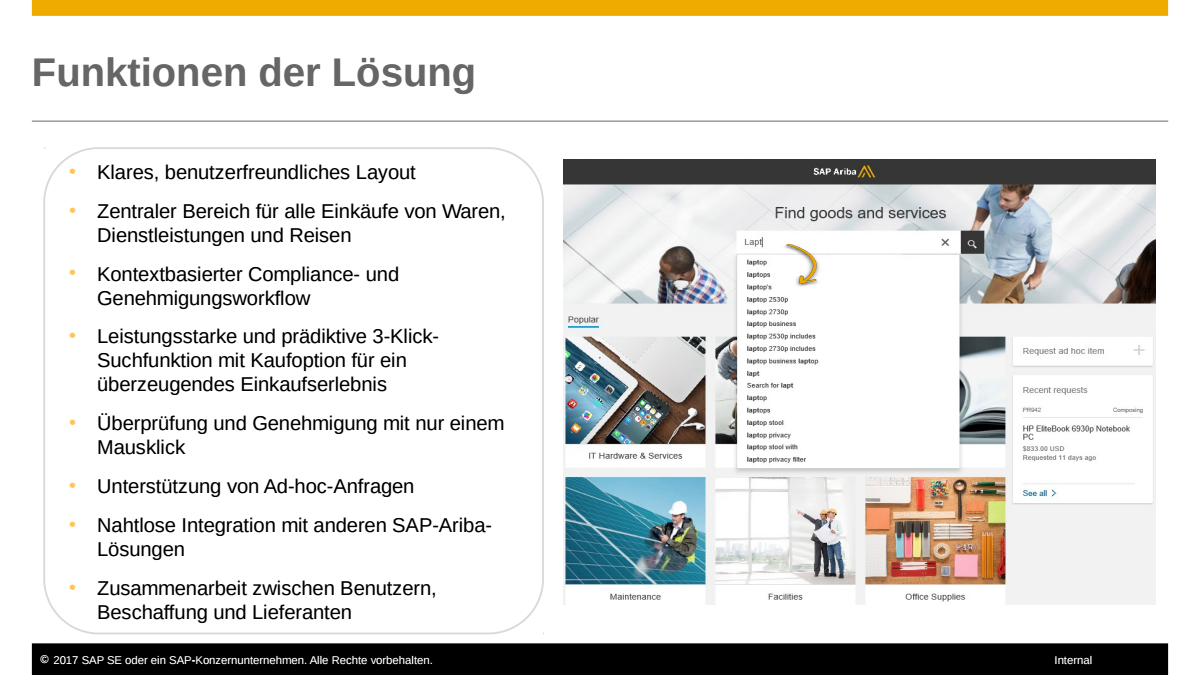 Funktionen der Lösung
• Klares, benutzerfreundliches Layout
• Zentraler Bereich für alle Einkäufe von Waren,
Dienstleistungen und Reisen
• Kontextbasierter Compliance- und
Genehmigungsworkflow
• Leistungsstarke und prädiktive 3-Klick-
Suchfunktion mit Kaufoption für ein
überzeugendes Einkaufserlebnis
• Überprüfung und Genehmigung mit nur einem
Mausklick
• Unterstützung von Ad-hoc-Anfragen
• Nahtlose Integration mit anderen SAP-Ariba-
Lösungen
• Zusammenarbeit zwischen Benutzern,
Beschaffung und Lieferanten
SAP Ariba
Find goods and services
Lapt
laptop
laptops
laptop's
laptop 2530p
laptop 2730p
laptop business
laptop 2530p includes
laptop 2730p includes
laptop business laptop
lapt
Search for lapt
laptop
laptops
laptop stool
laptop privacy
laptop stool with
laptop privacy filter
Popular
IT Hardware & Services
Maintenance
Facilities
Office Supplies
Request ad hoc item
Recent requests
PR942 Composing
HP EliteBook 6930p Notebook
PC
$833.00 USD
Requested 11 days ago
See all
© 2017 SAP SE oder ein SAP-Konzernunternehmen. Alle Rechte vorbehalten.
Internal